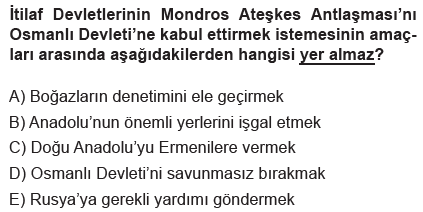 İtilaf Devletlerinin Mondros Ateşkes Antlaşması’nı
Osmanlı Devleti’ne kabul ettirmek istemesinin amaç-
ları arasında aşağıdakilerden hangisi yer almaz?
A) Boğazların denetimini ele geçirmek
B) Anadolu’nun önemli yerlerini işgal etmek
C) Doğu Anadolu’yu Ermenilere vermek
D) Osmanlı Devleti’ni savunmasız bırakmak
E) Rusya’ya gerekli yardımı göndermek